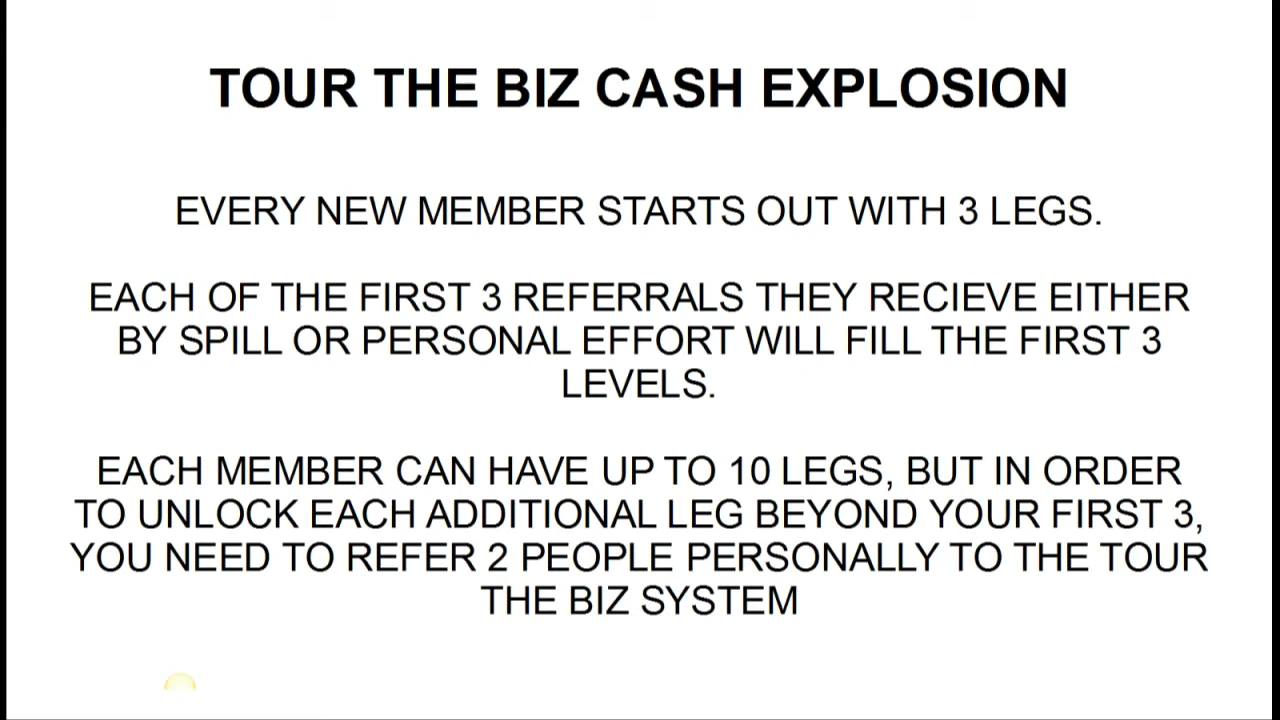 TOUR THE BIZ CASH EXPLOSION
EVERY NEW MEMBER STARTS OUT WITH 3 LEGS.
EACH OF THE FIRST 3 REFERRALS THEY RECIEVE EITHER
BY SPILL OR PERSONAL EFFORT WILL FILL THE FIRST 3
LEVELS.
EACH MEMBER CAN HAVE UP TO 10 LEGS, BUT IN ORDER
TO UNLOCK EACH ADDITIONAL LEG BEYOND YOUR FIRST 3,
YOU NEED TO REFER 2 PEOPLE PERSONALLY TO THE TOUR
THE BIZ SYSTEM